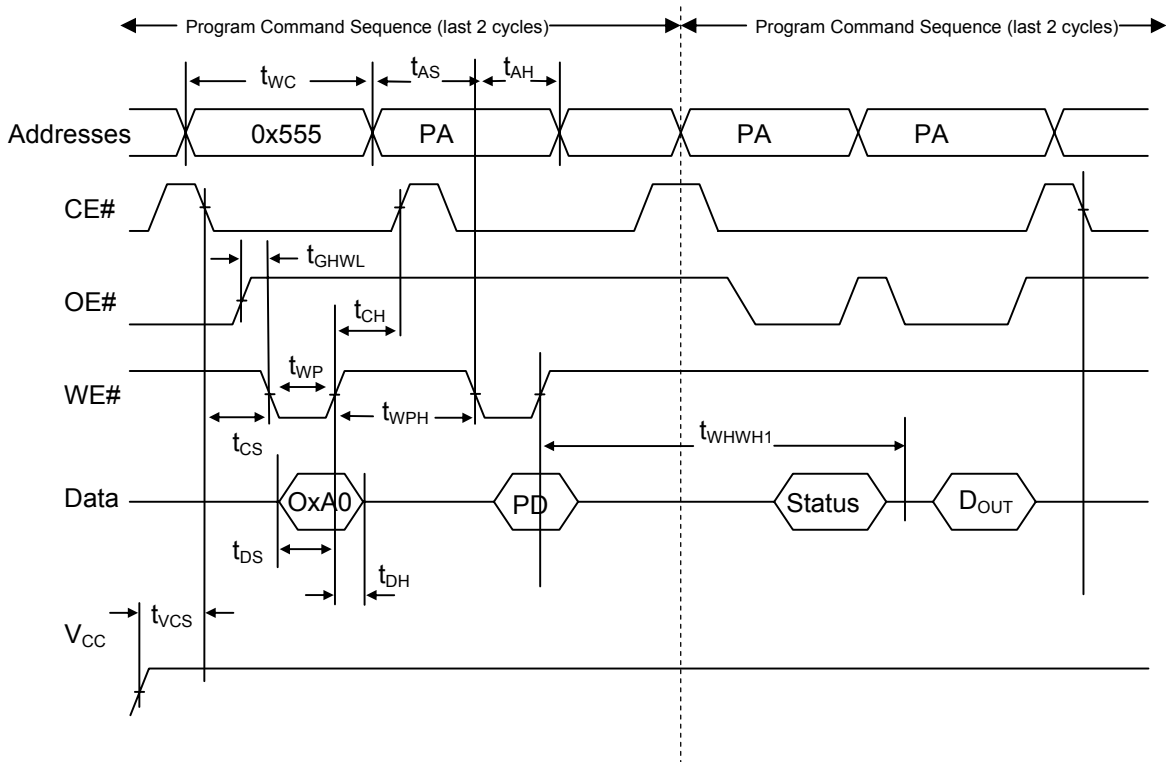 Program Command Sequence (last 2 cycles) Program Command Sequence (last 2 cycles)
tWC tAS tAH
Addresses 0x555 PA PA PA
CE#
tGHWL
OE#
tCH
tWP
WE#
tWPH
tCS tWHWH1
Data OxA0 PD Status DOUT
tDS
tDH
tVCS
VCC